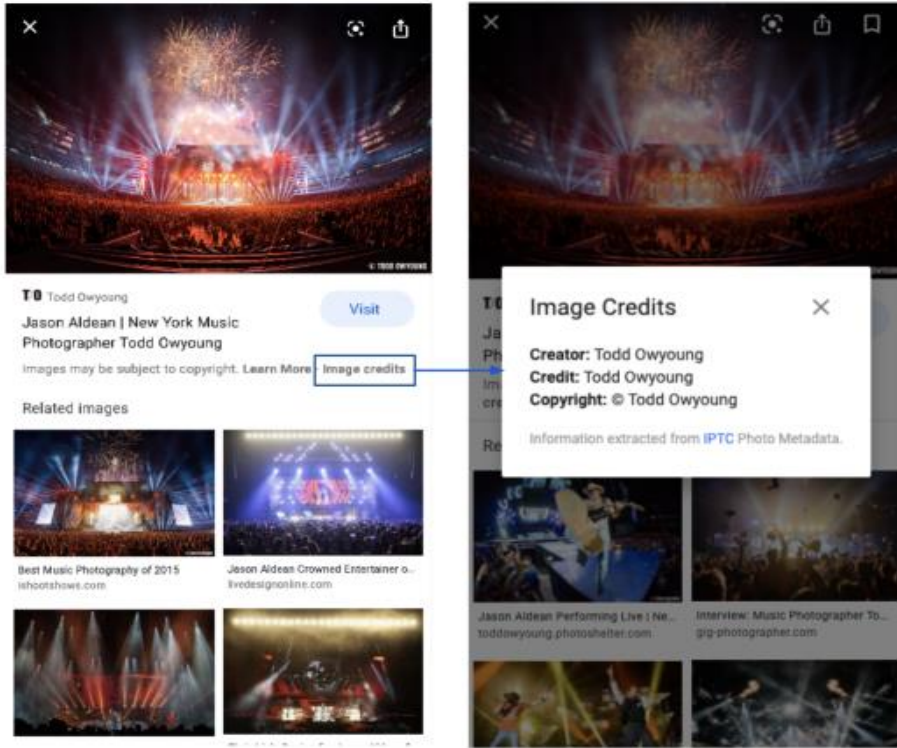 © TODD OWYOUNG
T|O Todd Owyoung
Visit
Jason Aldean | New York Music
Photographer Todd Owyoung
Images may be subject to copyright. Learn More · Image credits
Related images
Best Music Photography of 2015
ishootshows.com
Jason Aldean Crowned Entertainer o...
livedesignonline.com
Image Credits
Creator: Todd Owyoung
Credit: Todd Owyoung
Copyright: © Todd Owyoung
Information extracted from IPTC Photo Metadata.
Re
Jason Aldean Performing Live | Ne...
toddowyoung.photoshelter.com
Interview: Music Photographer To...
grg-photographer.com